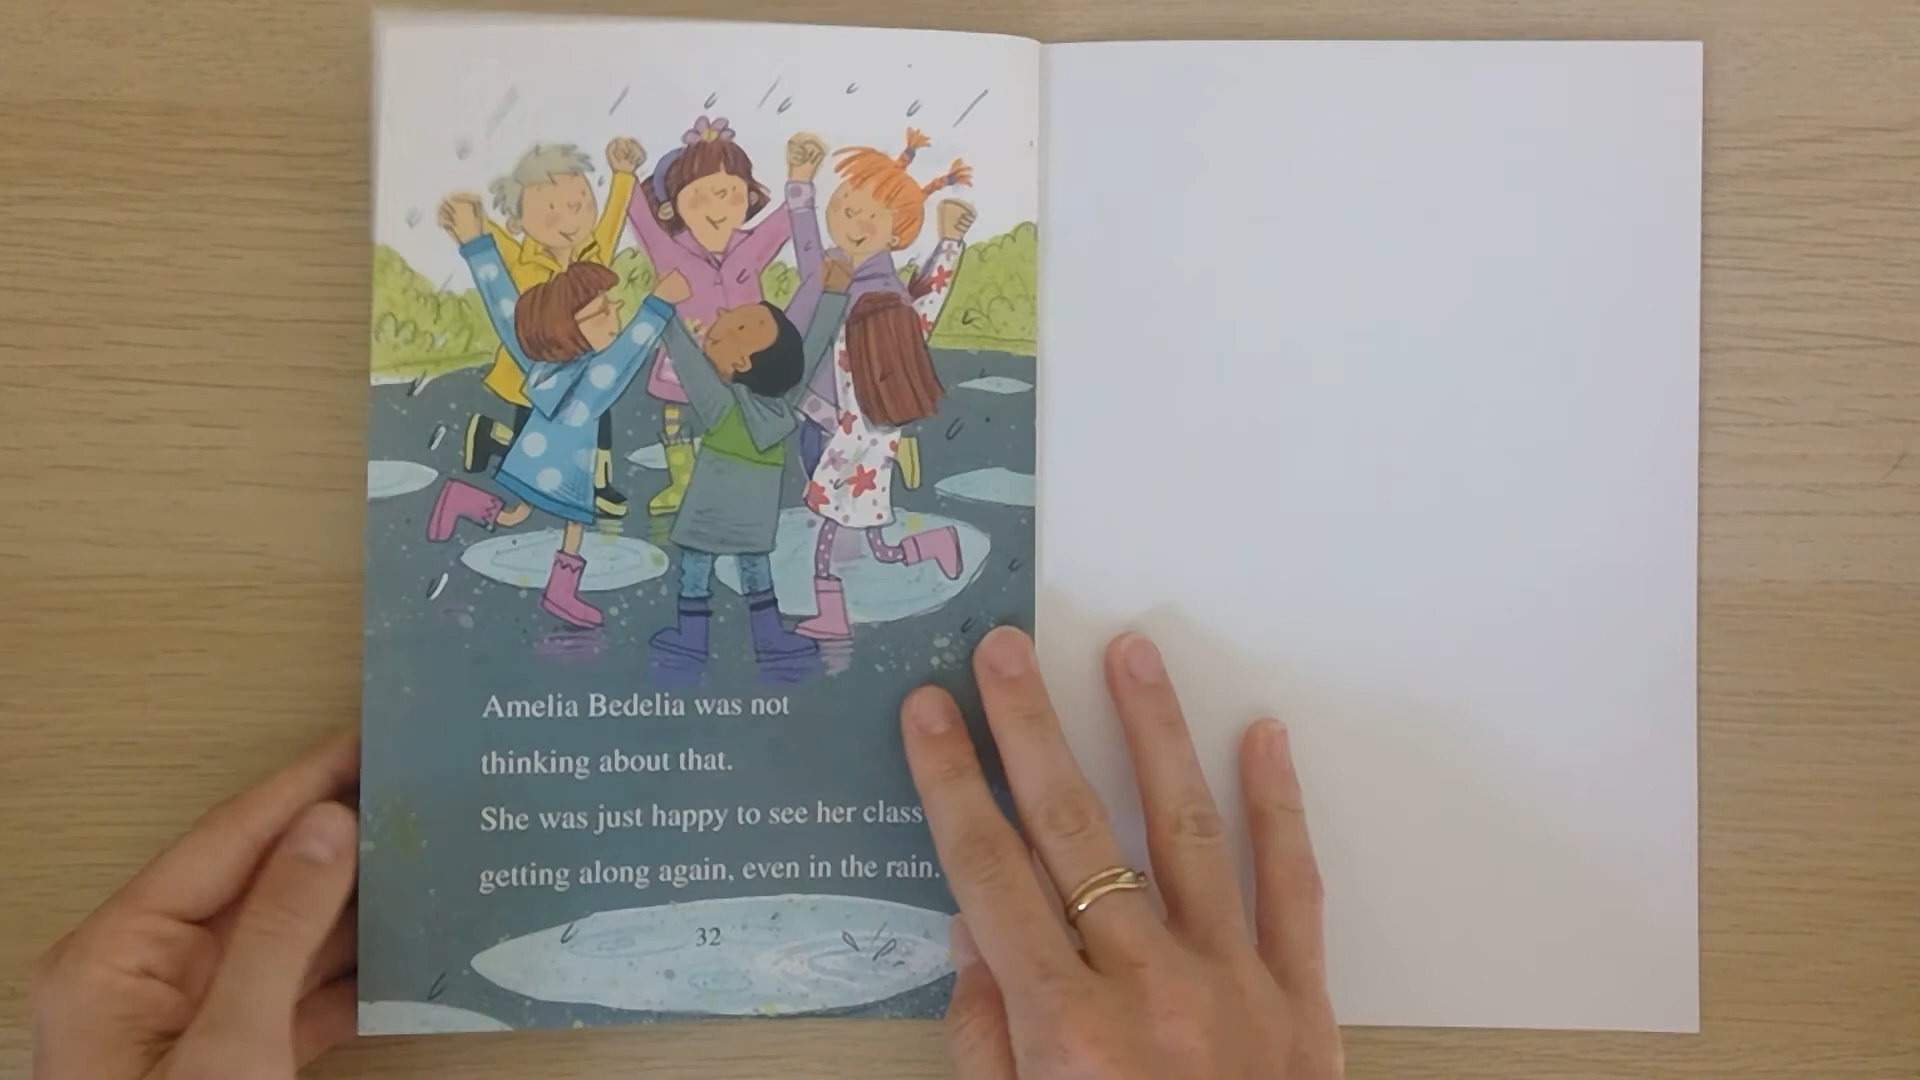 Amelia Bedelia was not
thinking about that.
She was just happy to see her class
getting along again, even in the rain.
32